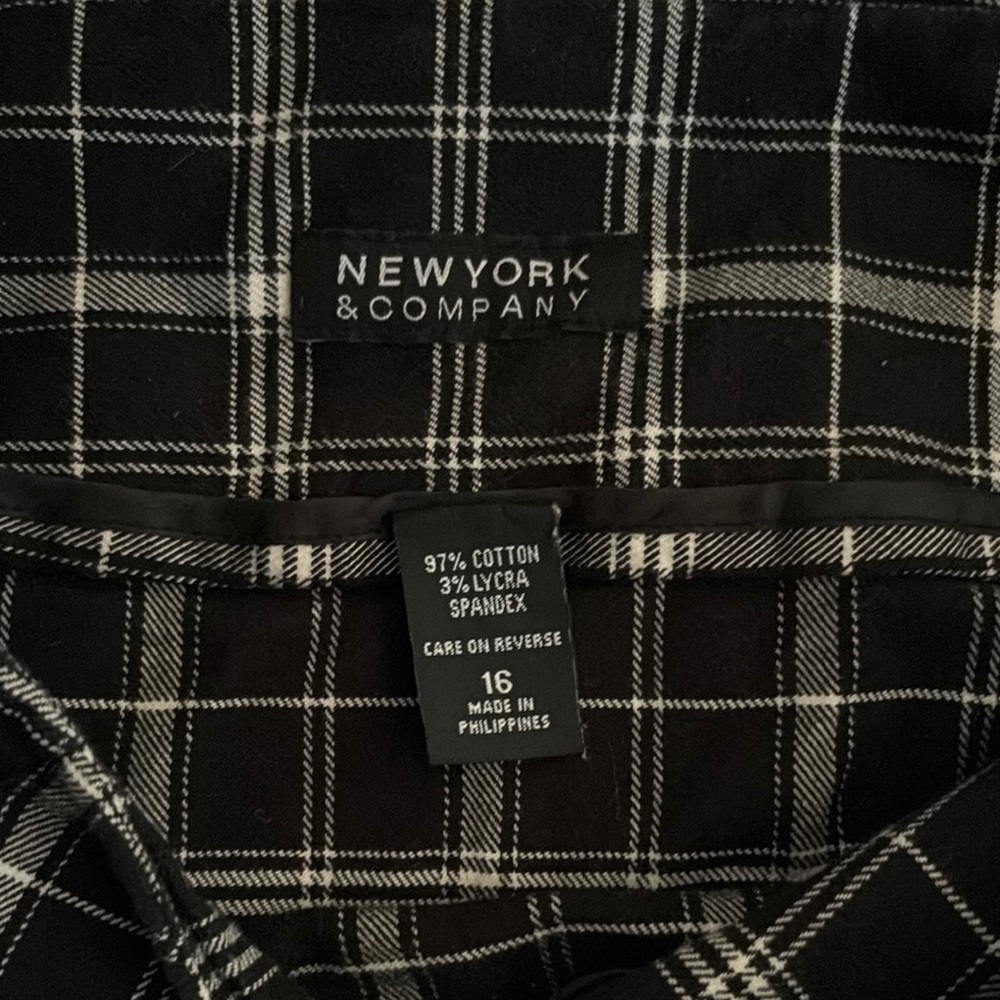 NEW YORK
& COMPANY
97% COTTON
3% LYCRA
SPANDEX
CARE ON REVERSE
16
MADE IN
PHILIPPINES